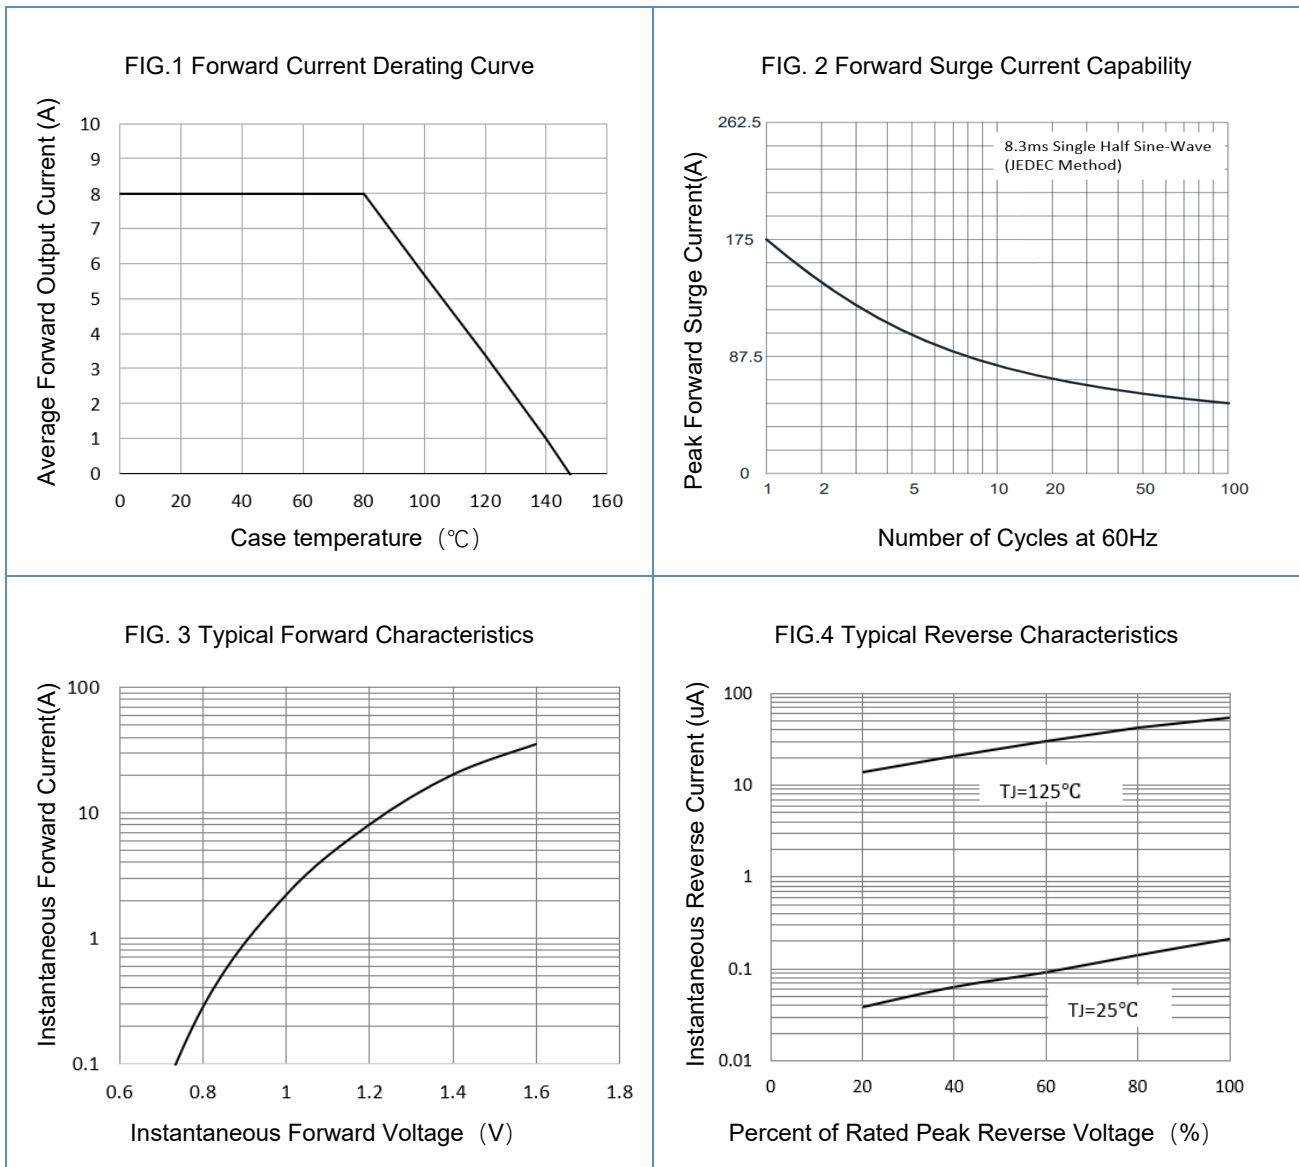 FIG.1 Forward Current Derating Curve
Average Forward Output Current (A)
10
9
8
7
6
5
4
3
2
1
0
0 20 40 60 80 100 120 140 160
Case temperature (℃)
FIG. 2 Forward Surge Current Capability
Peak Forward Surge Current(A)
262.5
175
87.5
0
8.3ms Single Half Sine-Wave
(JEDEC Method)
1 2 5 10 20 50 100
Number of Cycles at 60Hz
FIG. 3 Typical Forward Characteristics
Instantaneous Forward Current(A)
100
10
1
0.1
0.6 0.8 1 1.2 1.4 1.6 1.8
Instantaneous Forward Voltage (V)
FIG.4 Typical Reverse Characteristics
Instantaneous Reverse Current (uA)
100
10
1
0.1
0.01
TJ=125℃
TJ=25℃
0 20 40 60 80 100
Percent of Rated Peak Reverse Voltage (%)